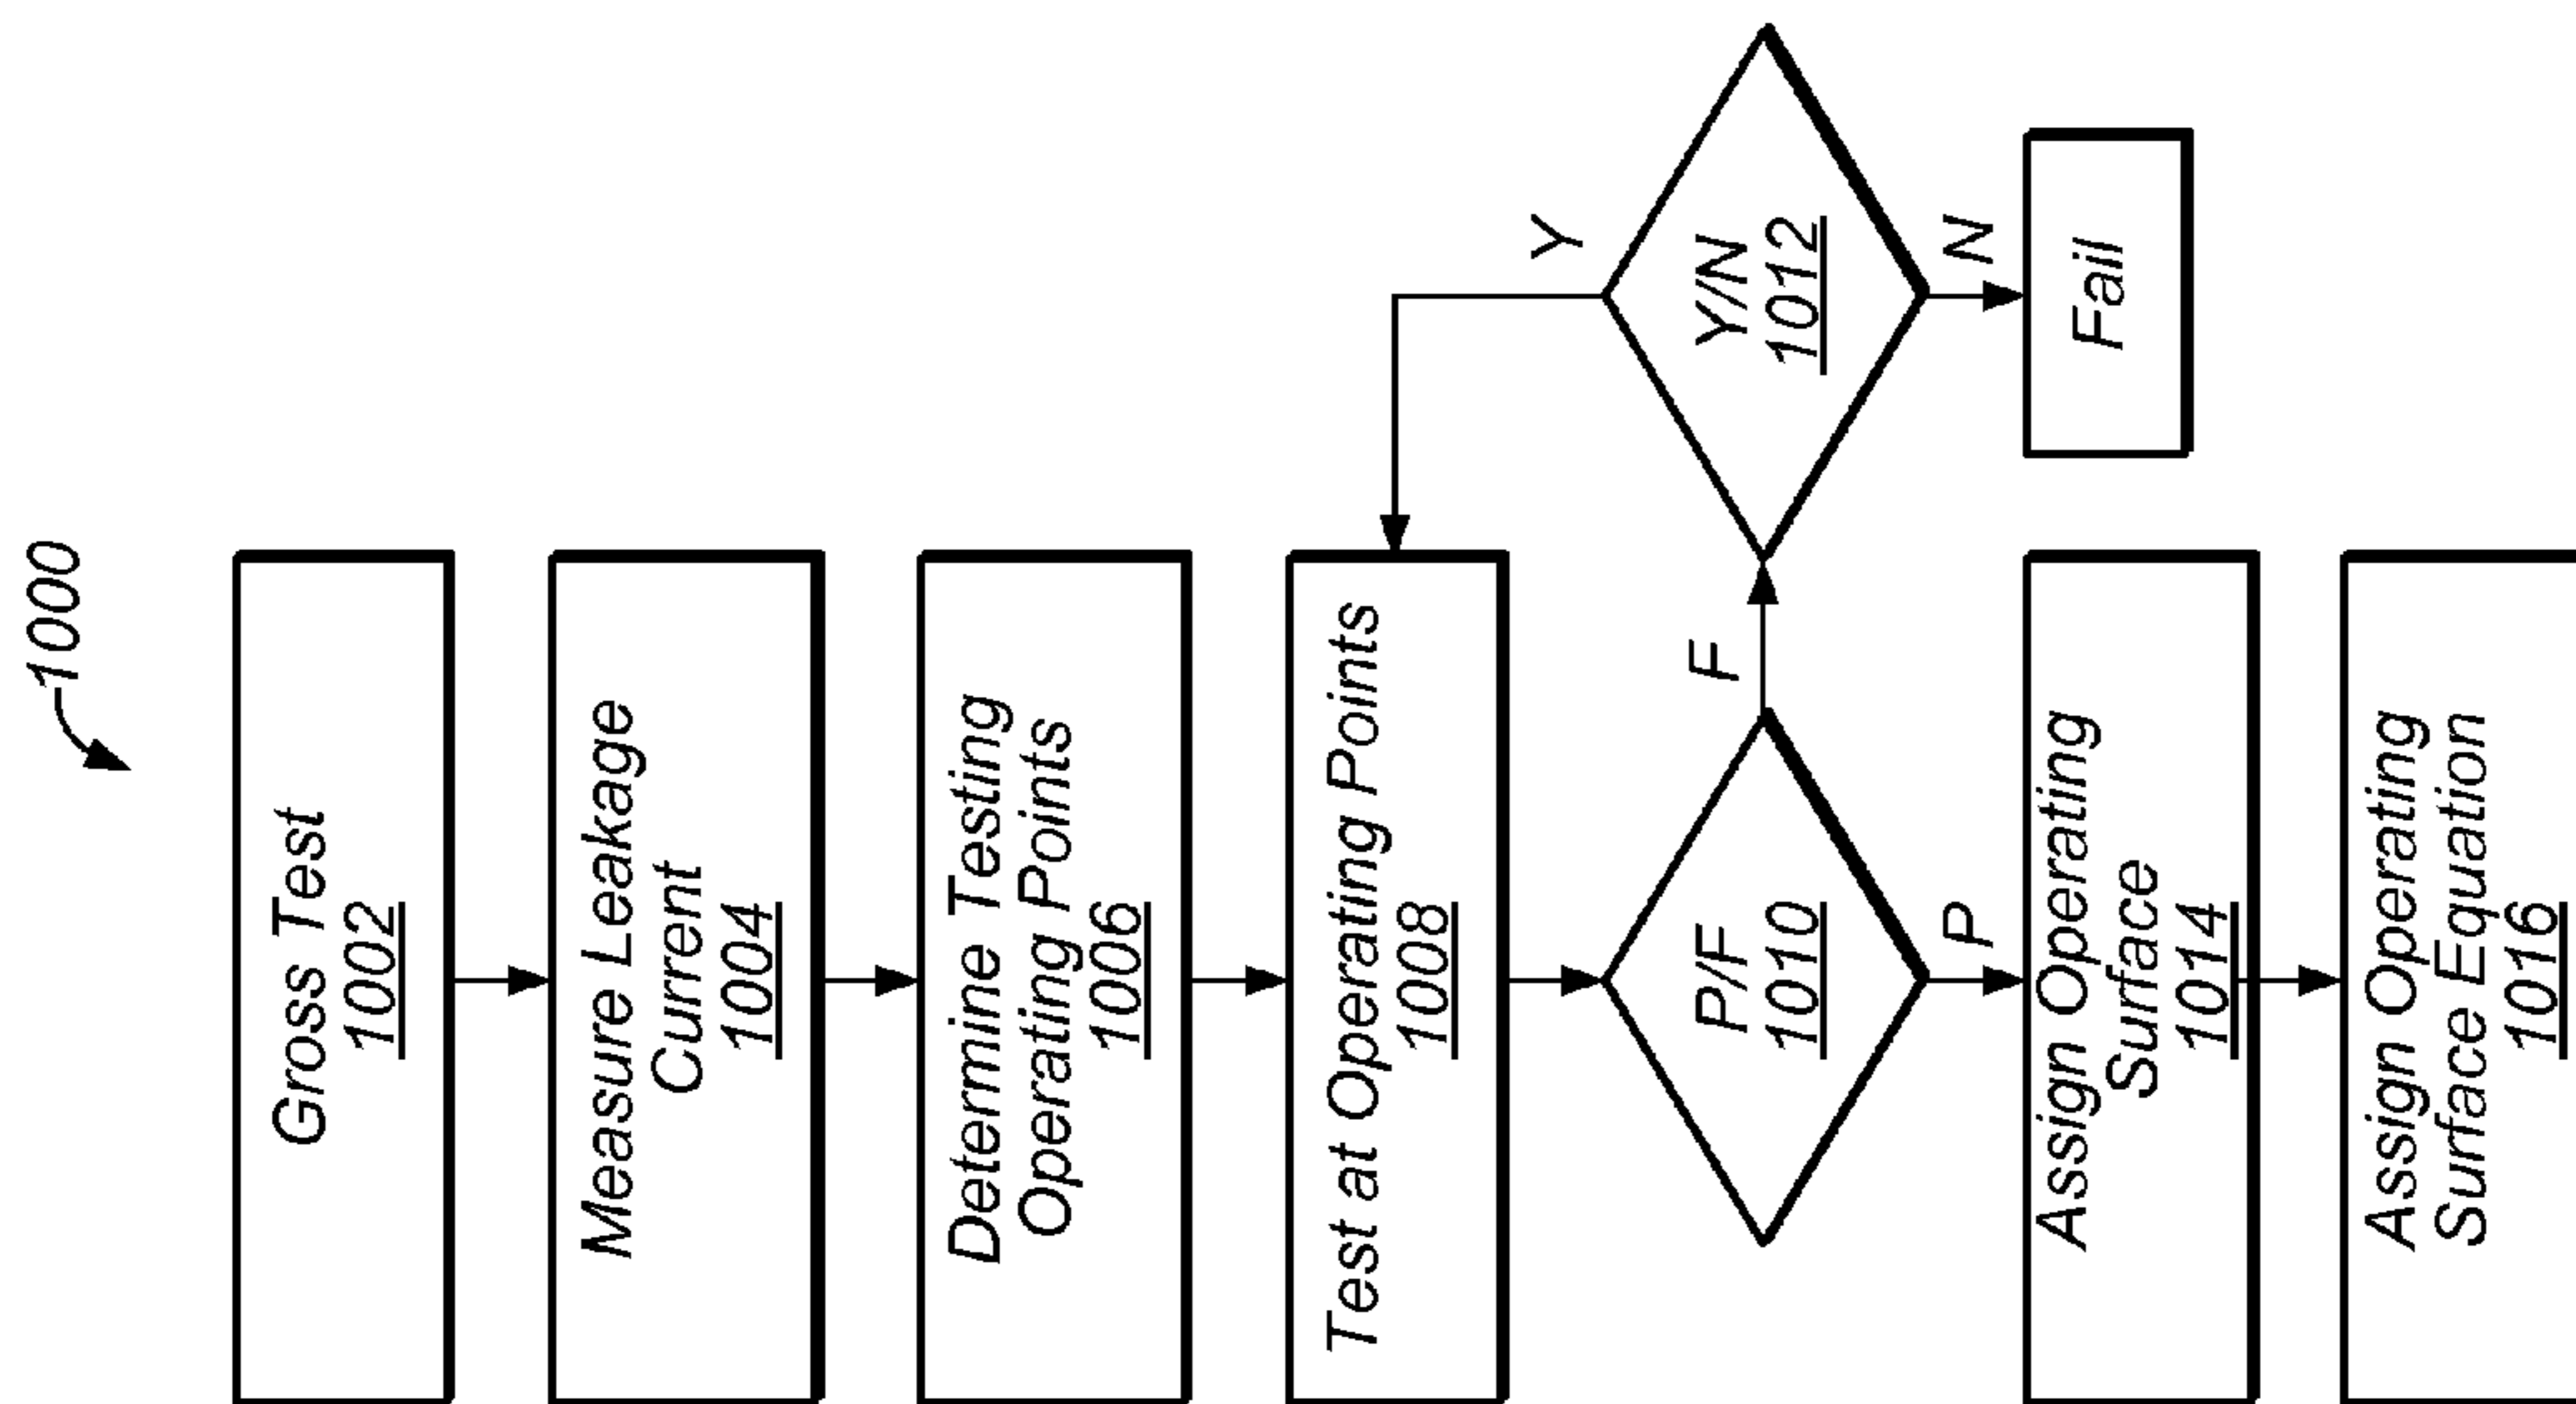 1000
Gross Test
1002
Measure Leakage
Current
1004
Determine Testing
Operating Points
1006
Test at Operating Points
1008
P/F
1010
F
Y/N
1012
Y
N
Fail
P
Assign Operating
Surface
1014
Assign Operating
Surface Equation
1016